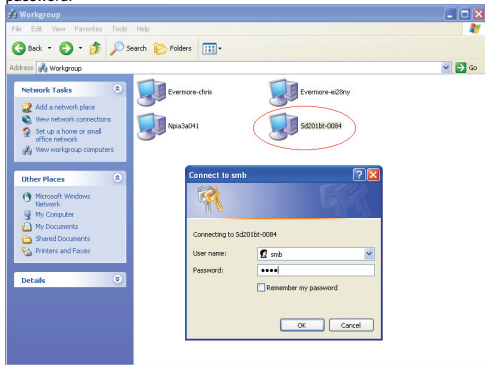 password.
Workgroup
File Edit View Favorites Tools Help
Back Search Folders
Address Workgroup Go
Network Tasks
Add a network place
View network connections
Set up a home or small
office network
View workgroup computers
Other Places
Microsoft Windows
Network
My Computer
My Documents
Shared Documents
Printers and Faxes
Details
Evermore-chris Evermore-ei28ny
Npia3a041 Sd201bt-0084
Connect to smb
Connecting to Sd201bt-0084
User name: smb
Password: ••••
Remember my password
OK Cancel